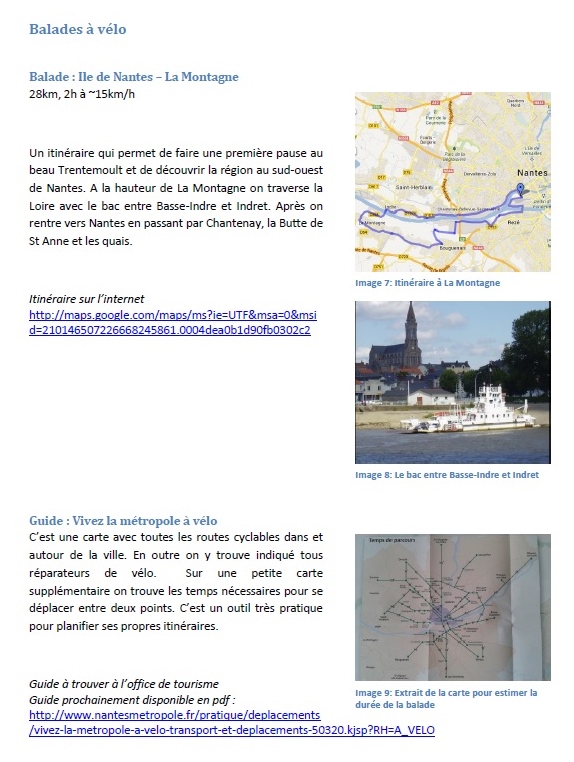 Balades à vélo
Balade : Ile de Nantes – La Montagne
28km, 2h à ~15km/h
Un itinéraire qui permet de faire une première pause au
beau Trentemoult et de découvrir la région au sud-ouest
de Nantes. A la hauteur de La Montagne on traverse la
Loire avec le bac entre Basse-Indre et Indret. Après on
rentre vers Nantes en passant par Chantenay, la Butte de
St Anne et les quais.
Itinéraire sur l'internet
http://maps.google.com/maps/ms?ie=UTF&msa=0&msi
d=210146507226668245861.0004dea0b1d90fb0302c2
Nantes
Saint-Herblain
Rezé
Bouguenais
La Montagne
Image 7: Itinéraire à La Montagne
Image 8: Le bac entre Basse-Indre et Indret
Guide : Vivez la métropole à vélo
C'est une carte avec toutes les routes cyclables dans et
autour de la ville. En outre on y trouve indiqué tous
réparateurs de vélo. Sur une petite carte
supplémentaire on trouve les temps nécessaires pour se
déplacer entre deux points. C'est un outil très pratique
pour planifier ses propres itinéraires.
Guide à trouver à l'office de tourisme
Guide prochainement disponible en pdf :
http://www.nantesmetropole.fr/pratique/deplacements
/vivez-la-metropole-a-velo-transport-et-deplacements-50320.kjsp?RH=A_VELO
Temps de parcours
Image 9: Extrait de la carte pour estimer la
durée de la balade